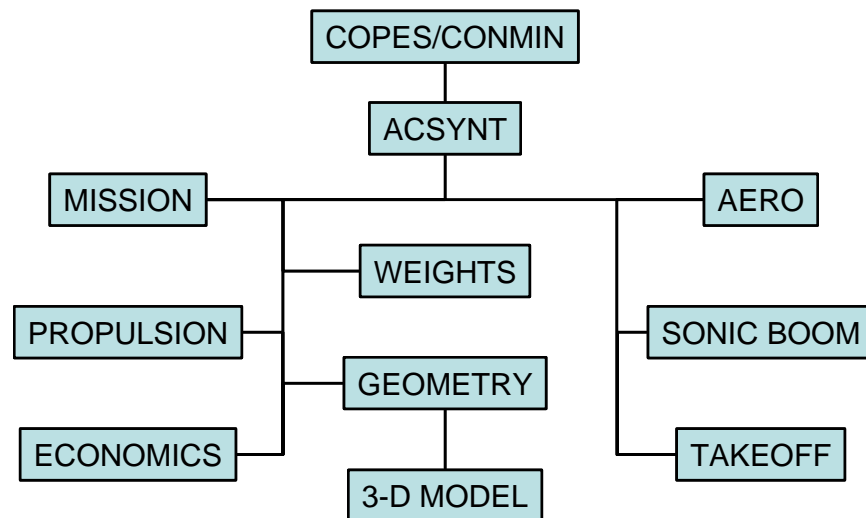 COPES/CONMIN
ACSYNT
MISSION
AERO
WEIGHTS
PROPULSION
SONIC BOOM
GEOMETRY
ECONOMICS
TAKEOFF
3-D MODEL